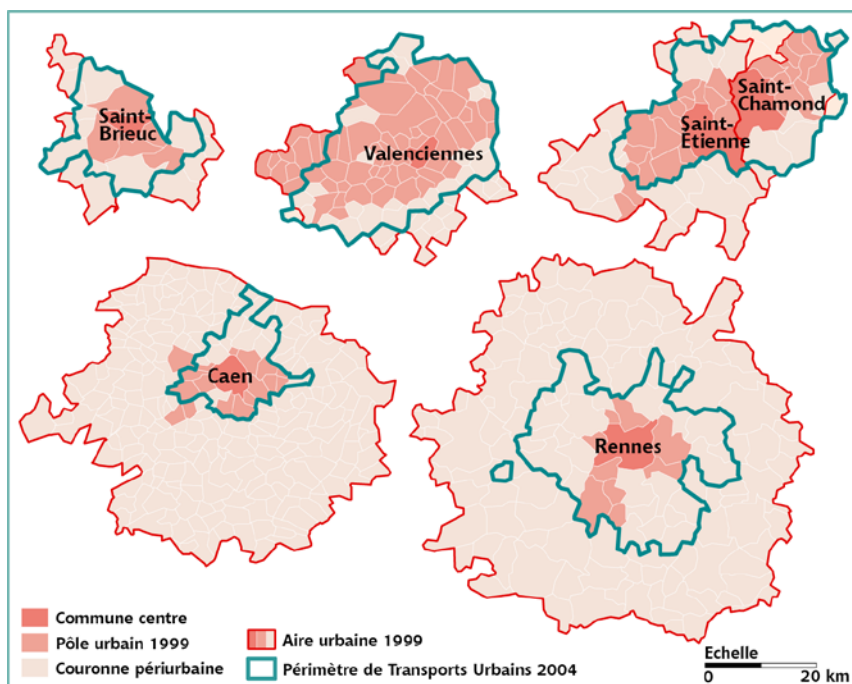 Saint-
Brieuc
Valenciennes
Saint-
Chamond
Saint-
Etienne
Caen
Rennes
Commune centre
Pôle urbain 1999
Couronne périurbaine
Aire urbaine 1999
Périmètre de Transports Urbains 2004
Echelle
0 20 km